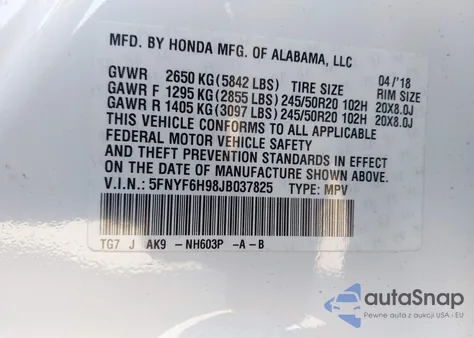 MFD. BY HONDA MFG. OF ALABAMA, LLC
04/'18
GVWR 2650 KG(5842 LBS) TIRE SIZE RIM SIZE
GAWR F 1295 KG(2855 LBS) 245/50R20 102H 20X8.0J
GAWR R 1405 KG(3097 LBS) 245/50R20 102H 20X8.0J
THIS VEHICLE CONFORMS TO ALL APPLICABLE
FEDERAL MOTOR VEHICLE SAFETY
AND THEFT PREVENTION STANDARDS IN EFFECT
ON THE DATE OF MANUFACTURE SHOWN ABOVE.
V.I.N.: 5FNYF6H98JB037825 TYPE: MPV
TG7 J AK9 -NH603P -A-B
autoSnap
Pewne auta z aukcji USA - EU